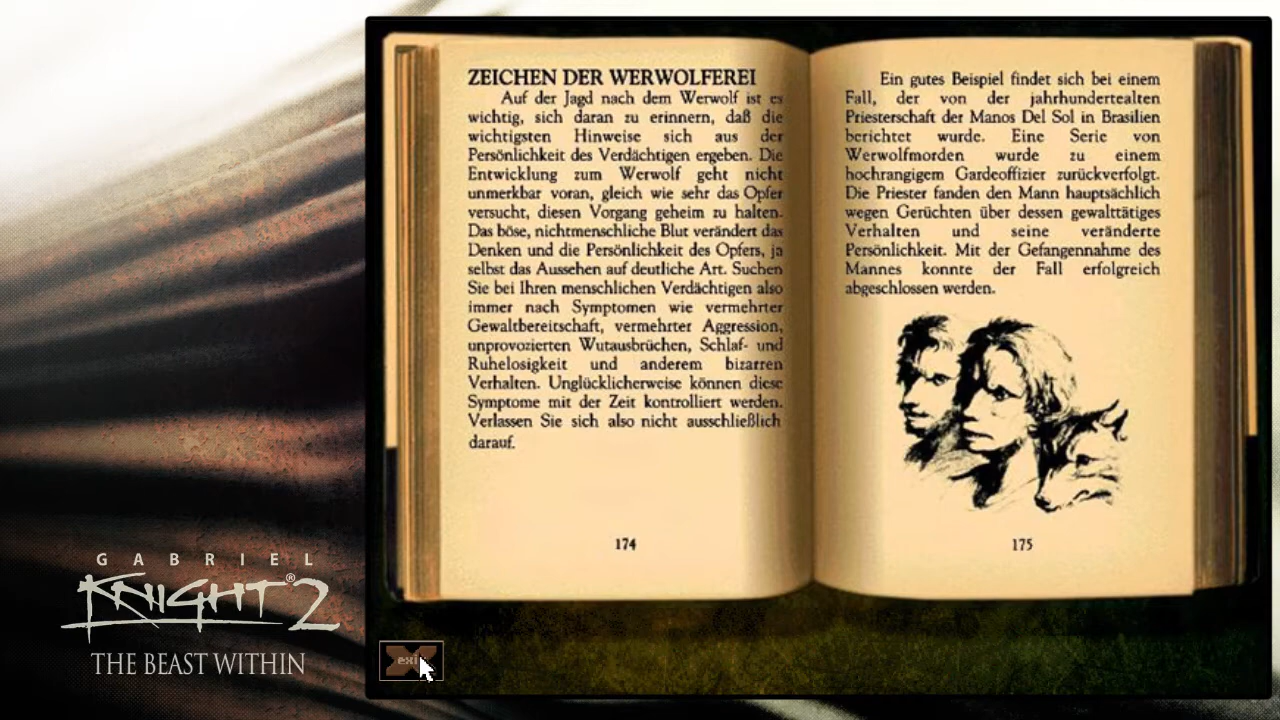 ZEICHEN DER WERWOLFEREI
Auf der Jagd nach dem Werwolf ist es
wichtig, sich daran zu erinnern, daß die
wichtigsten Hinweise sich aus der
Persönlichkeit des Verdächtigen ergeben. Die
Entwicklung zum Werwolf geht nicht
unmerkbar voran, gleich wie sehr das Opfer
versucht, diesen Vorgang geheim zu halten.
Das böse, nichtmenschliche Blut verändert das
Denken und die Persönlichkeit des Opfers, ja
selbst das Aussehen auf deutliche Art. Suchen
Sie bei Ihren menschlichen Verdächtigen also
immer nach Symptomen wie vermehrter
Gewaltbereitschaft, vermehrter Aggression,
unprovozierten Wutausbrüchen, Schlaf- und
Ruhelosigkeit und anderem bizarren
Verhalten. Unglücklicherweise können diese
Symptome mit der Zeit kontrolliert werden.
Verlassen Sie sich also nicht ausschließlich
darauf.
174
Ein gutes Beispiel findet sich bei einem
Fall, der von der jahrhundertealten
Priesterschaft der Manos Del Sol in Brasilien
berichtet wurde. Eine Serie von
Werwolfmorden wurde zu einem
hochrangigem Gardeoffizier zurückverfolgt.
Die Priester fanden den Mann hauptsächlich
wegen Gerüchten über dessen gewalttätiges
Verhalten und seine veränderte
Persönlichkeit. Mit der Gefangennahme des
Mannes konnte der Fall erfolgreich
abgeschlossen werden.
175
GABRIEL
KNIGHT® 2
THE BEAST WITHIN
exit